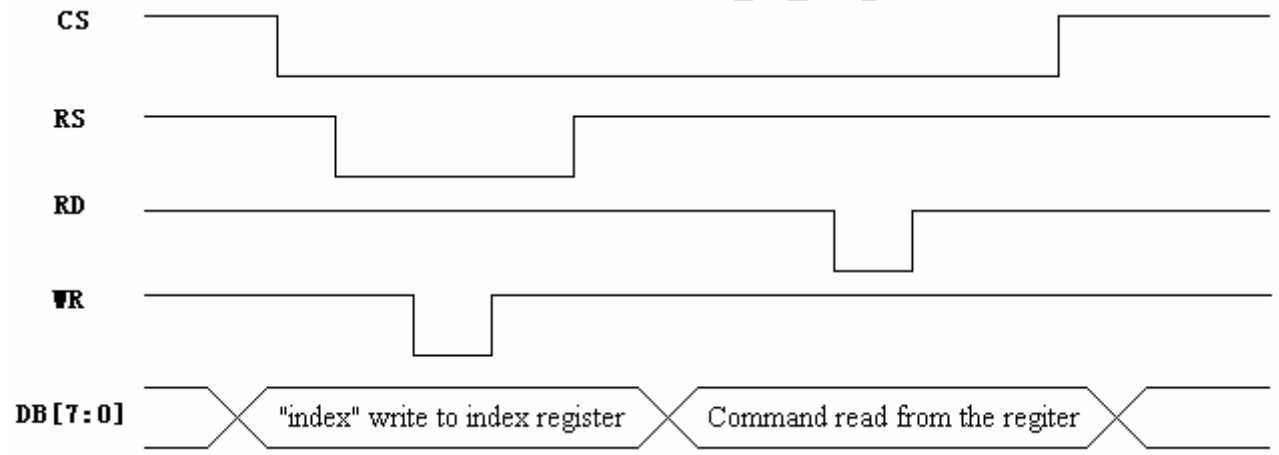 CS
RS
RD
WR
DB[7:0] "index" write to index register Command read from the regiter